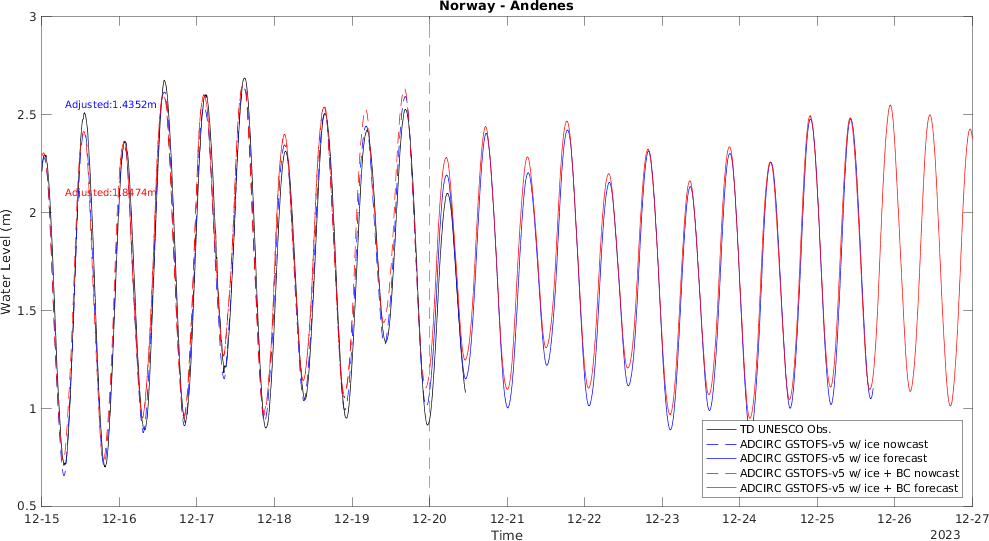 Norway - Andenes
3
2.5
2
1.5
1
0.5
Water Level (m)
Adjusted:1.4352m
Adjusted:1.8474m
TD UNESCO Obs.
ADCIRC GSTOFS-v5 w/ ice nowcast
ADCIRC GSTOFS-v5 w/ ice forecast
ADCIRC GSTOFS-v5 w/ ice + BC nowcast
ADCIRC GSTOFS-v5 w/ ice + BC forecast
12-15 12-16 12-17 12-18 12-19 12-20 12-21 12-22 12-23 12-24 12-25 12-26 12-27
Time
2023